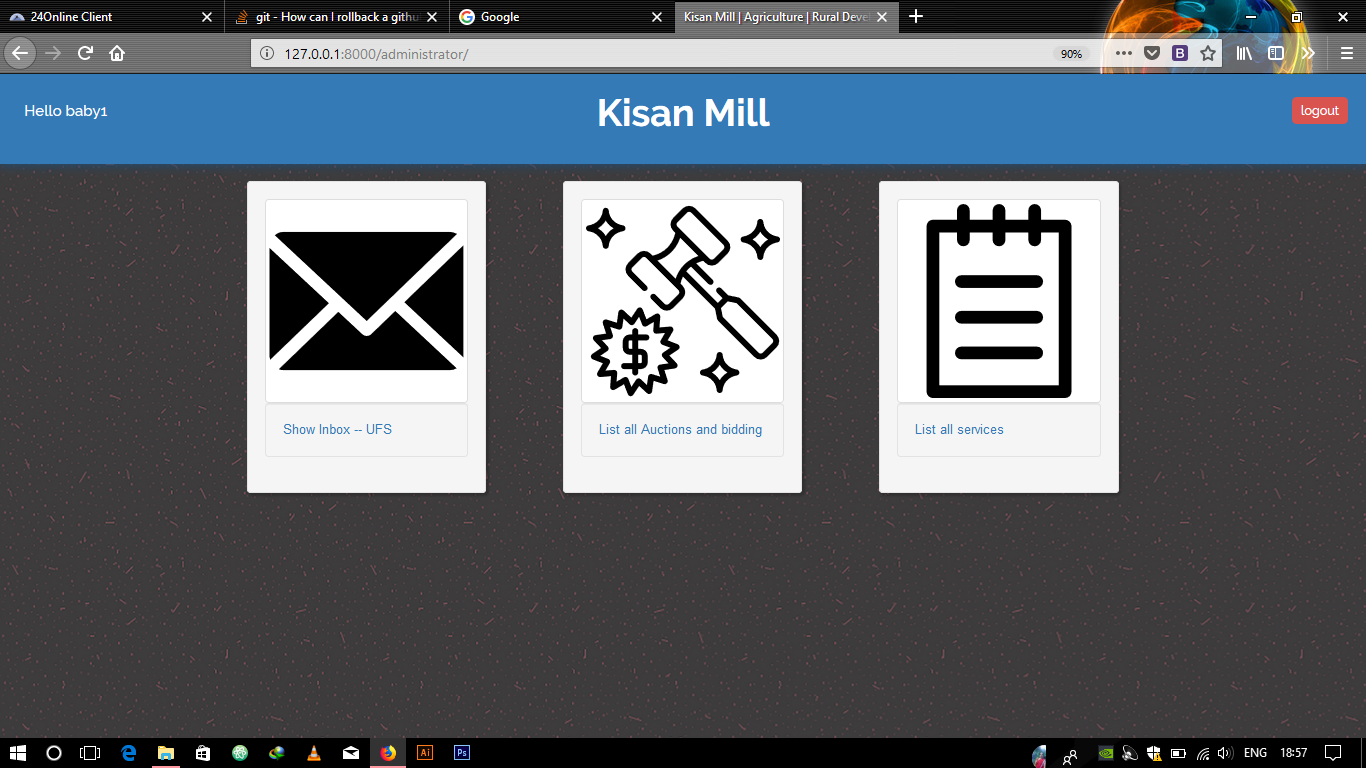 24Online Client
git - How can I rollback a githu
Google
Kisan Mill | Agriculture | Rural Deve
127.0.0.1:8000/administrator/
90%
B
Hello baby1
Kisan Mill
logout
$
Show Inbox -- UFS
List all Auctions and bidding
List all services
Ai
Ps
ENG
18:57